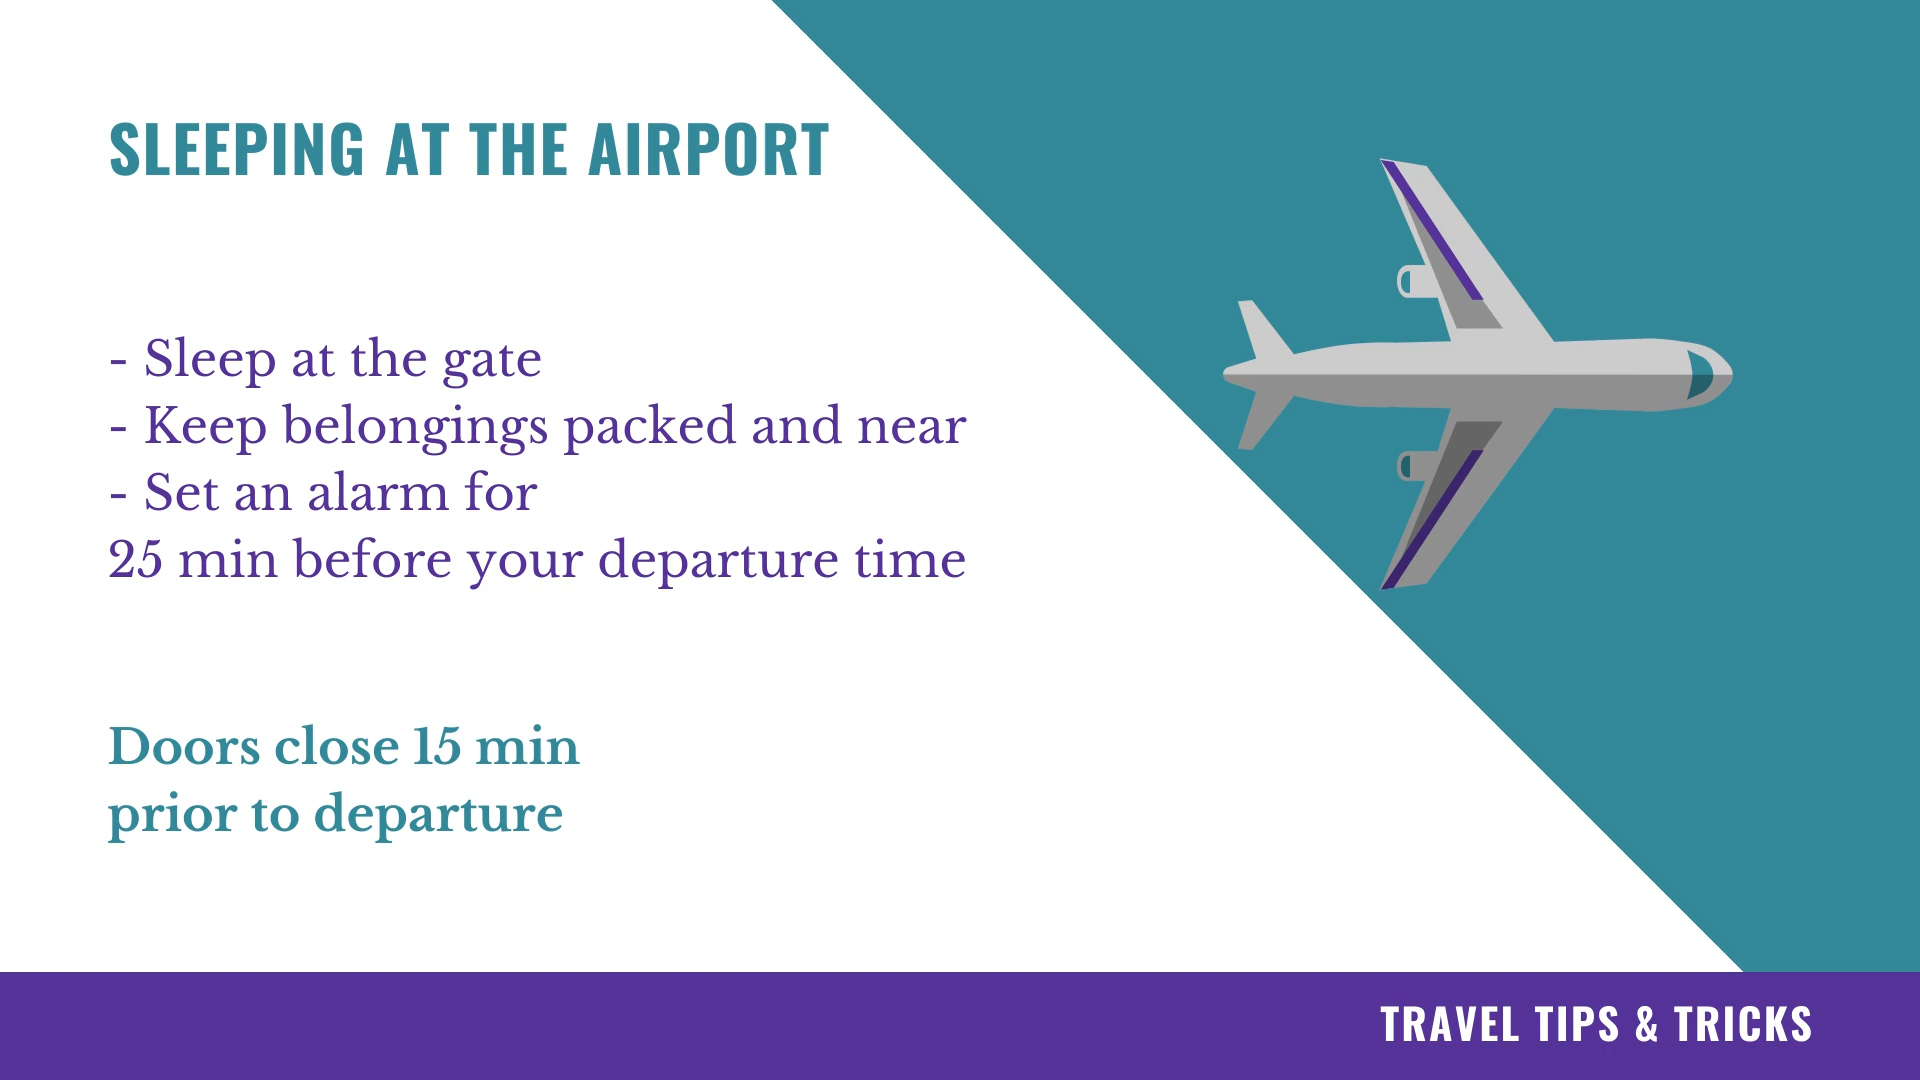 SLEEPING AT THE AIRPORT
- Sleep at the gate
- Keep belongings packed and near
- Set an alarm for
25 min before your departure time
Doors close 15 min
prior to departure
TRAVEL TIPS & TRICKS